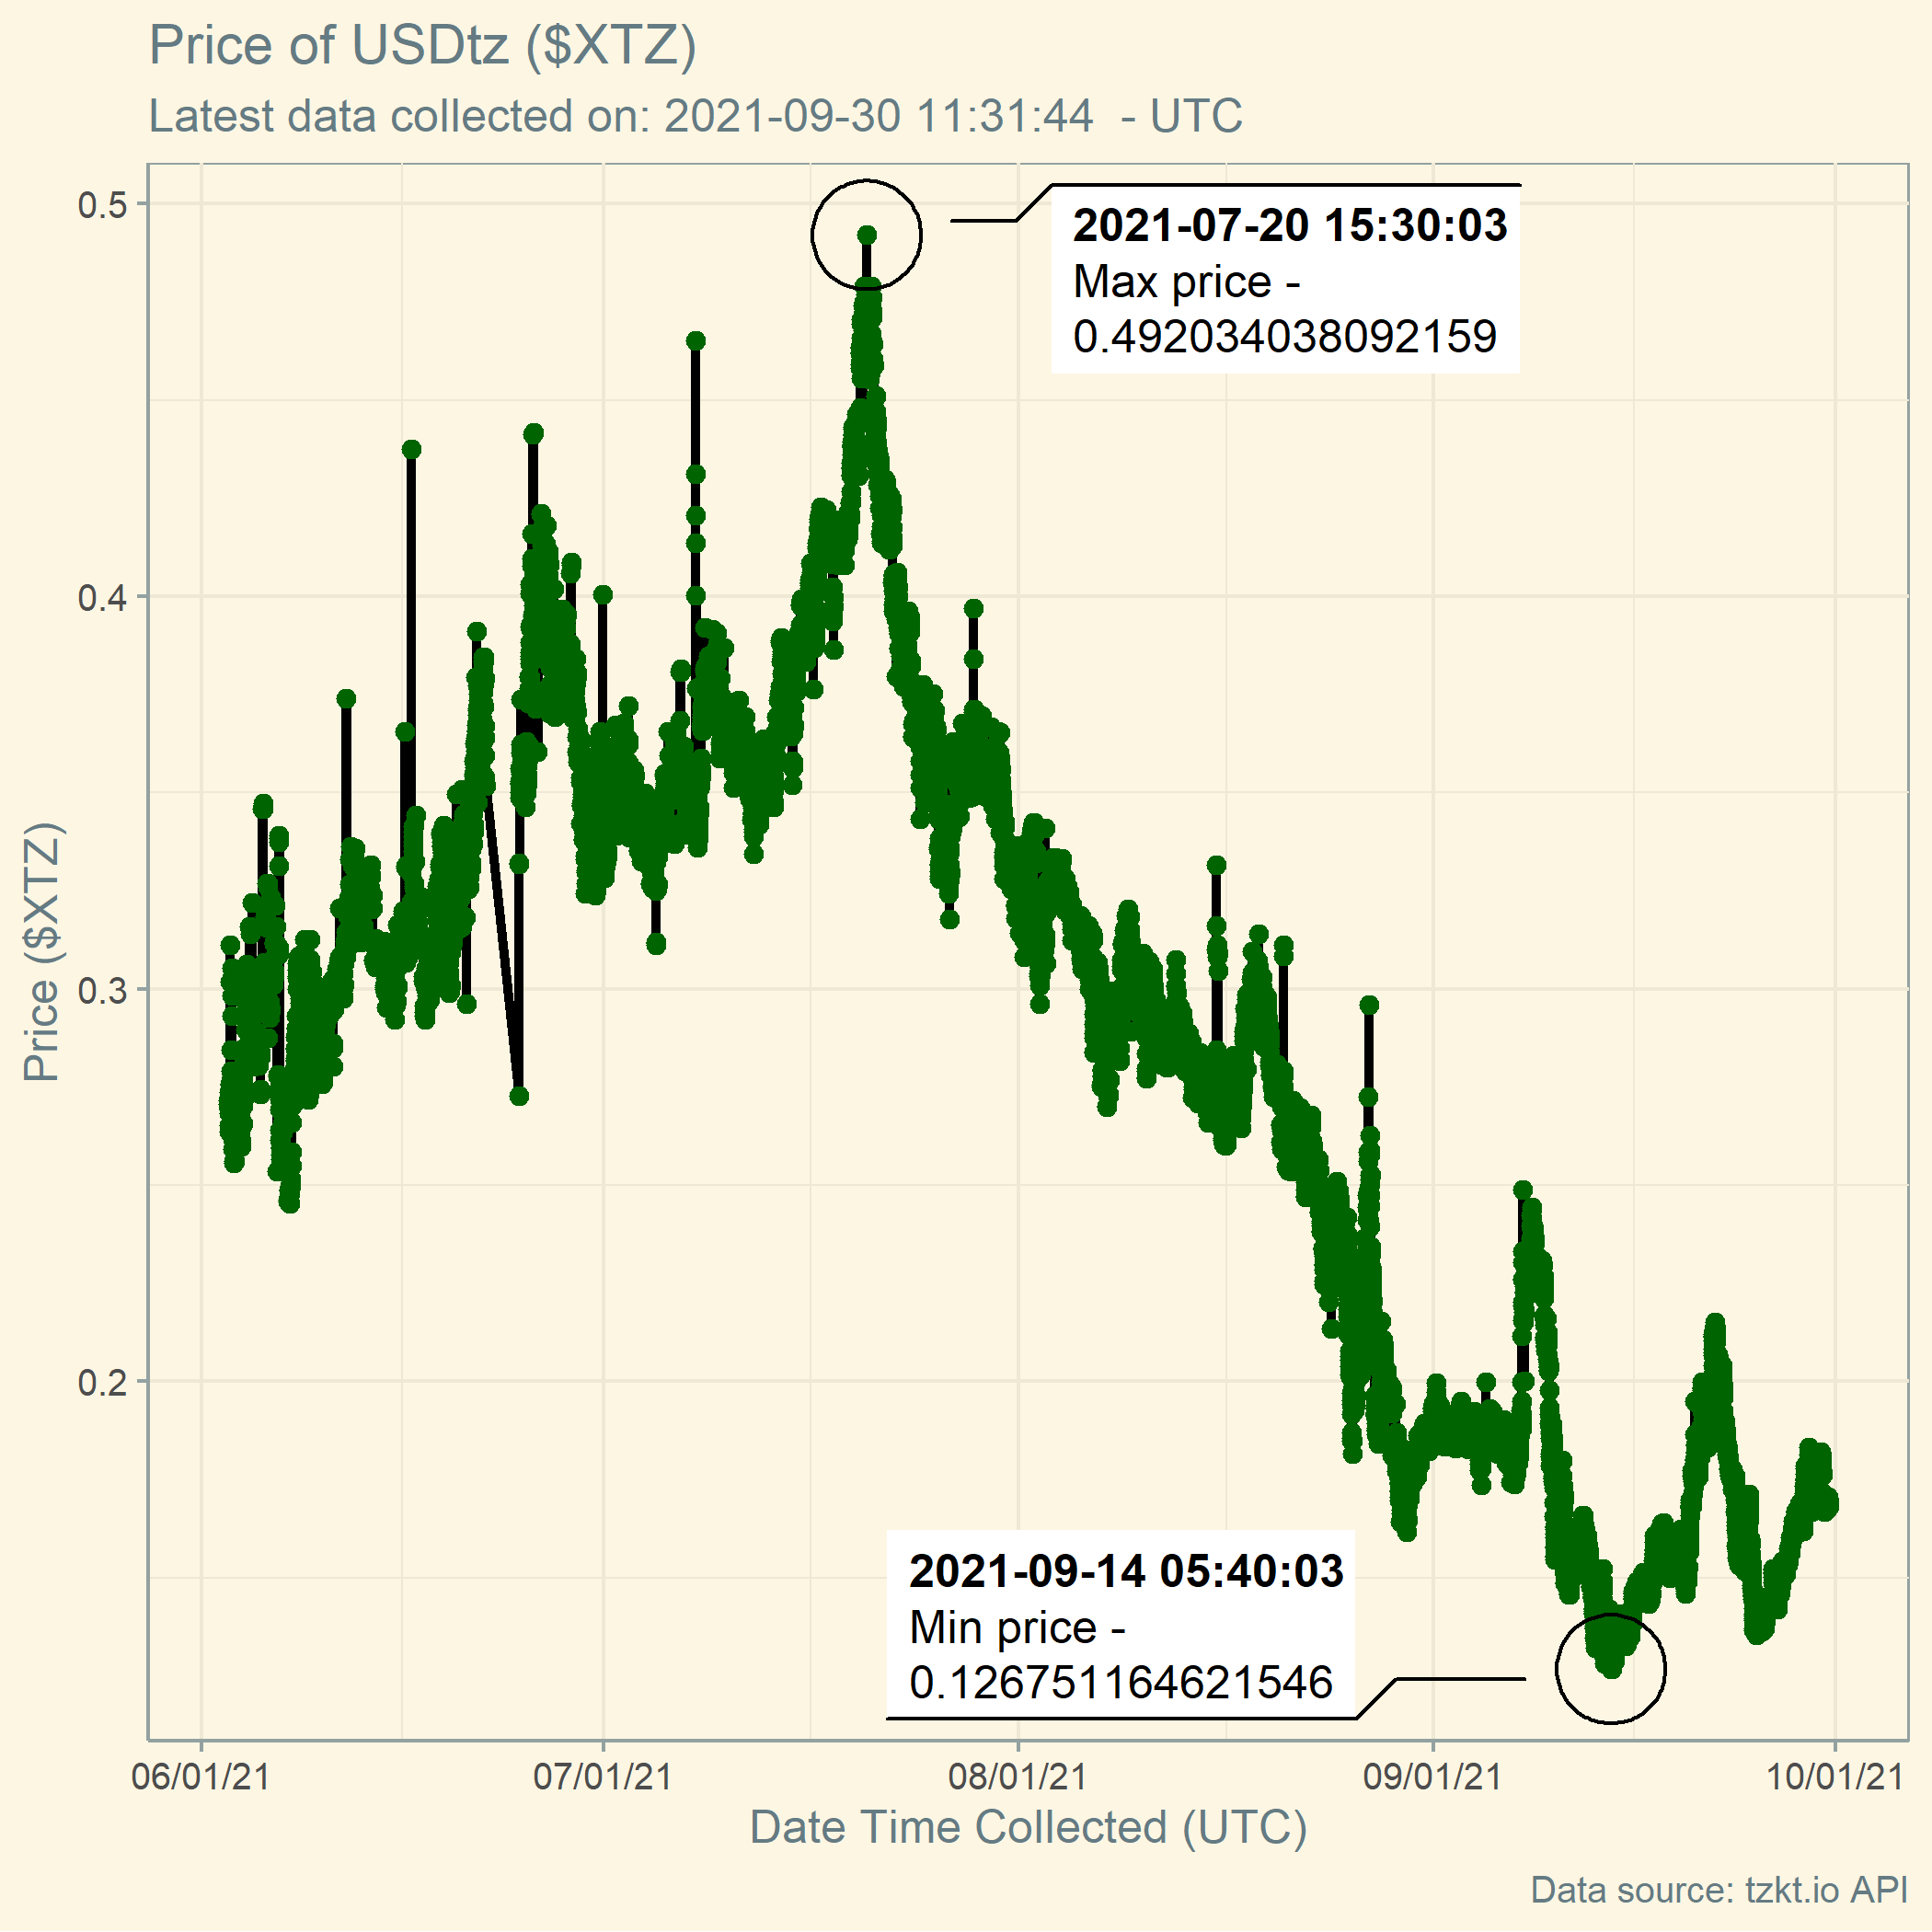 Price of USDtz ($XTZ)
Latest data collected on: 2021-09-30 11:31:44  - UTC
0.5
0.4
0.3
0.2
Price ($XTZ)
2021-07-20 15:30:03
Max price -
0.492034038092159
2021-09-14 05:40:03
Min price -
0.126751164621546
06/01/21
07/01/21
08/01/21
09/01/21
10/01/21
Date Time Collected (UTC)
Data source: tzkt.io API